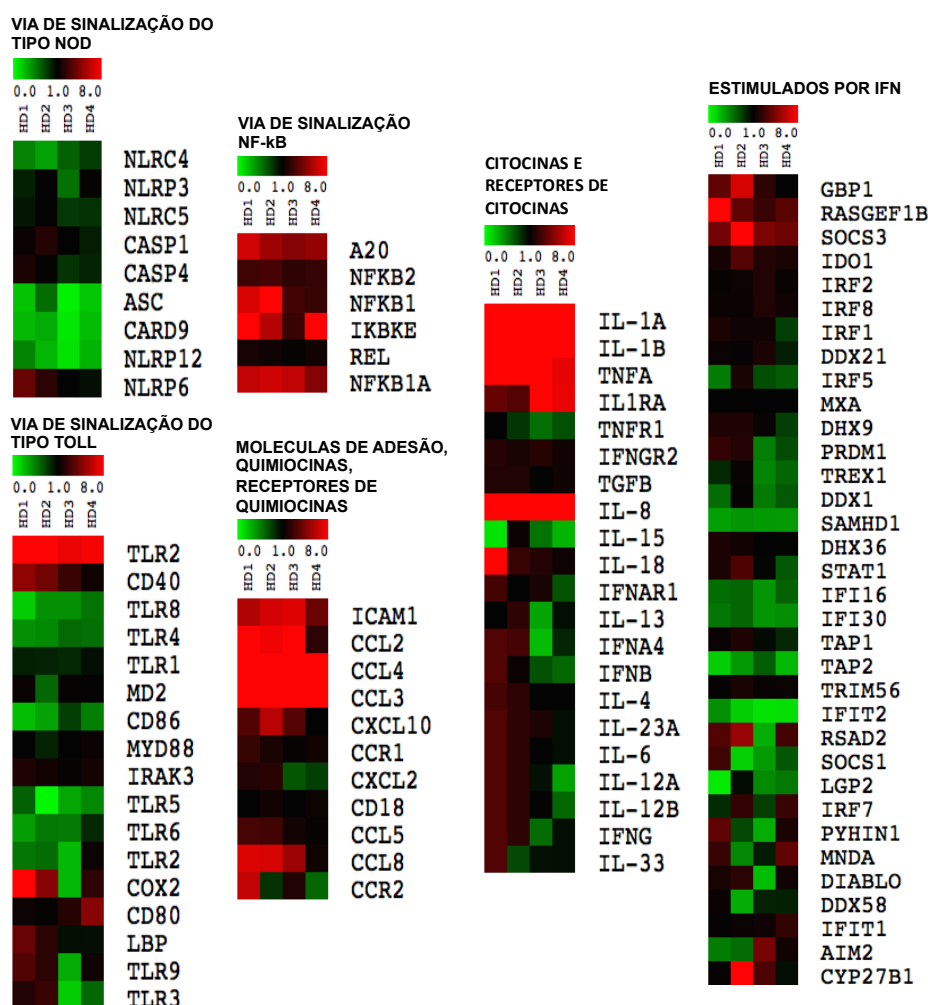 VIA DE SINALIZAÇÃO DO
TIPO NOD
0.0 1.0 8.0
HD1 HD2 HD3 HD4
NLRC4
NLRP3
NLRC5
CASP1
CASP4
ASC
CARD9
NLRP12
NLRP6
VIA DE SINALIZAÇÃO DO
TIPO TOLL
0.0 1.0 8.0
HD1 HD2 HD3 HD4
TLR2
CD40
TLR8
TLR4
TLR1
MD2
CD86
MYD88
IRAK3
TLR5
TLR6
TLR2
COX2
CD80
LBP
TLR9
TLR3
VIA DE SINALIZAÇÃO
NF-kB
0.0 1.0 8.0
HD1 HD2 HD3 HD4
A20
NFKB2
NFKB1
IKBKE
REL
NFKB1A
MOLECULAS DE ADESÃO,
QUIMIOCINAS,
RECEPTORES DE
QUIMIOCINAS
0.0 1.0 8.0
HD1 HD2 HD3 HD4
ICAM1
CCL2
CCL4
CCL3
CXCL10
CCR1
CXCL2
CD18
CCL5
CCL8
CCR2
CITOCINAS E
RECEPTORES DE
CITOCINAS
0.0 1.0 8.0
HD1 HD2 HD3 HD4
IL-1A
IL-1B
TNFA
IL1RA
TNFR1
IFNGR2
TGFB
IL-8
IL-15
IL-18
IFNAR1
IL-13
IFNA4
IFNB
IL-4
IL-23A
IL-6
IL-12A
IL-12B
IFNG
IL-33
ESTIMULADOS POR IFN
0.0 1.0 8.0
HD1 HD2 HD3 HD4
GBP1
RASGEF1B
SOCS3
IDO1
IRF2
IRF8
IRF1
DDX21
IRF5
MXA
DHX9
PRDM1
TREX1
DDX1
SAMHD1
DHX36
STAT1
IFI16
IFI30
TAP1
TAP2
TRIM56
IFIT2
RSAD2
SOCS1
LGP2
IRF7
PYHIN1
MNDA
DIABLO
DDX58
IFIT1
AIM2
CYP27B1